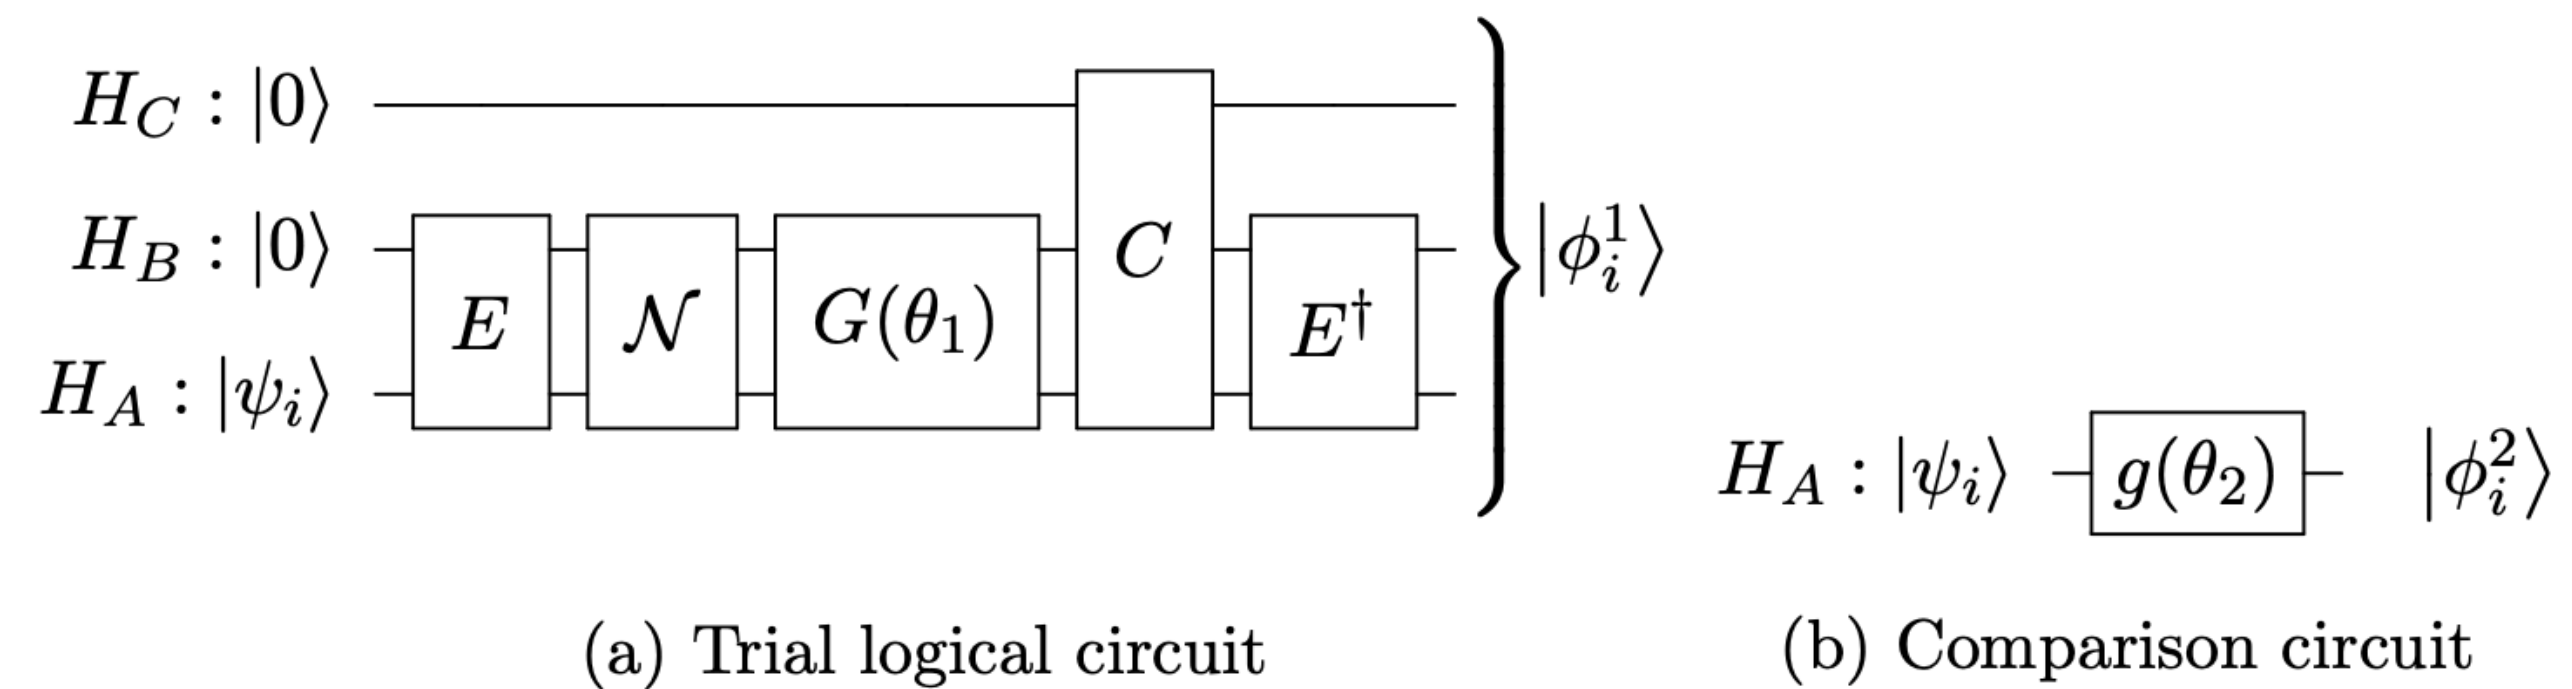 H_C : |0⟩
H_B : |0⟩
H_A : |ψ_i⟩
E
𝒩
G(θ_1)
C
E^†
|ϕ_i^1⟩
(a) Trial logical circuit
H_A : |ψ_i⟩
g(θ_2)
|ϕ_i^2⟩
(b) Comparison circuit